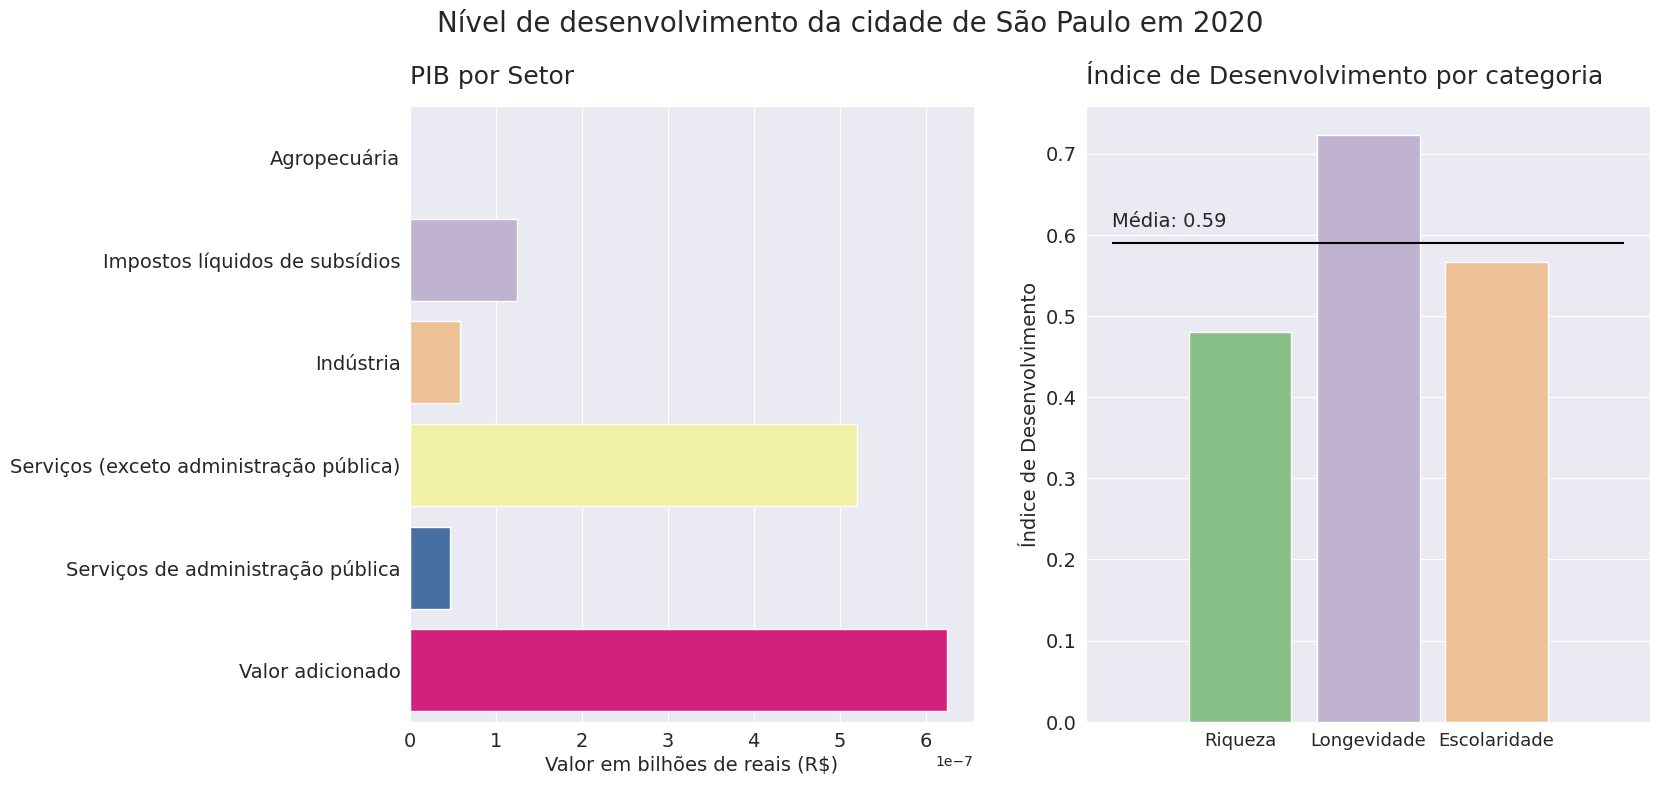 Nível de desenvolvimento da cidade de São Paulo em 2020
PIB por Setor
Agropecuária
Impostos líquidos de subsídios
Indústria
Serviços (exceto administração pública)
Serviços de administração pública
Valor adicionado
0 1 2 3 4 5 6
1e−7
Valor em bilhões de reais (R$)
Índice de Desenvolvimento por categoria
Índice de Desenvolvimento
0.7
0.6
0.5
0.4
0.3
0.2
0.1
0.0
Média: 0.59
Riqueza Longevidade Escolaridade